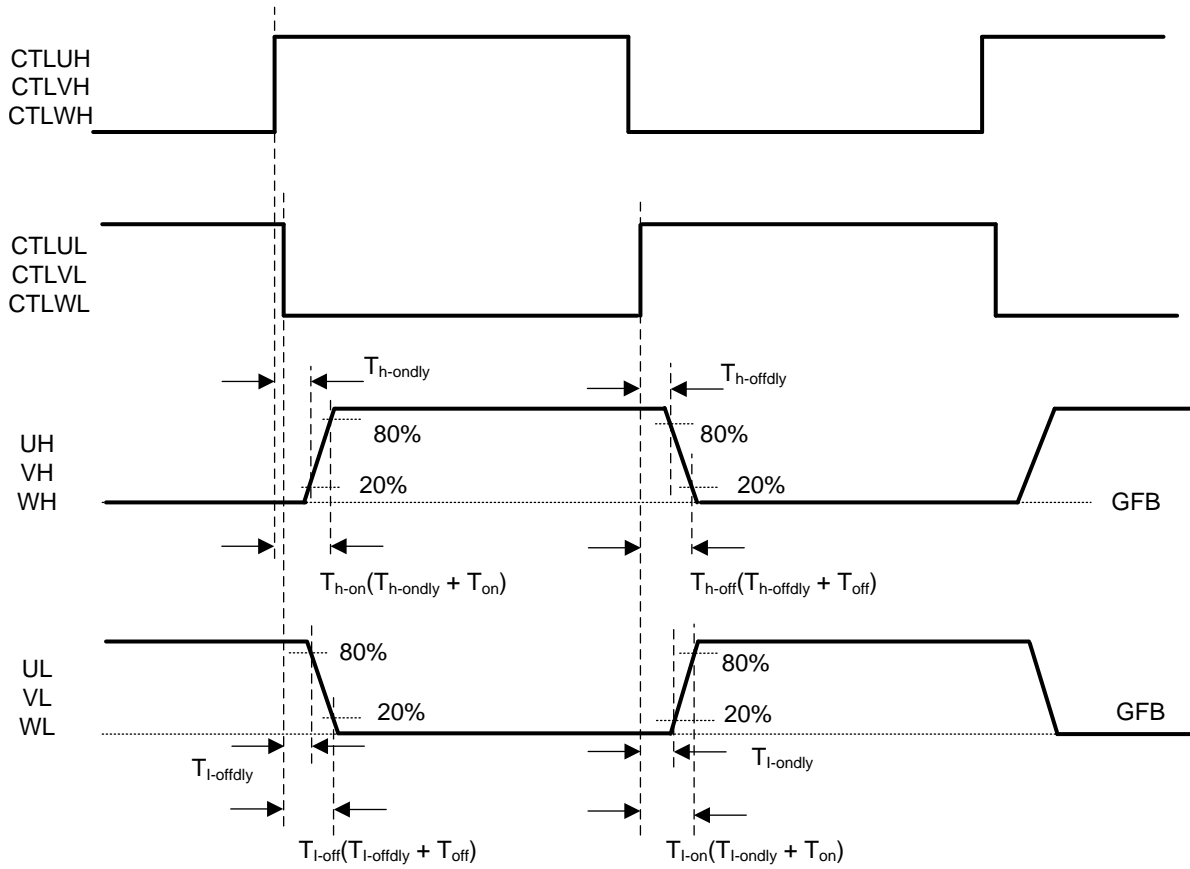 CTLUH
CTLVH
CTLWH
CTLUL
CTLVL
CTLWL
Th-ondly
Th-offdly
UH
VH
WH
80%
20%
80%
20%
GFB
Th-on(Th-ondly + Ton)
Th-off(Th-offdly + Toff)
UL
VL
WL
80%
20%
80%
20%
GFB
Tl-offdly
Tl-ondly
Tl-off(Tl-offdly + Toff)
Tl-on(Tl-ondly + Ton)